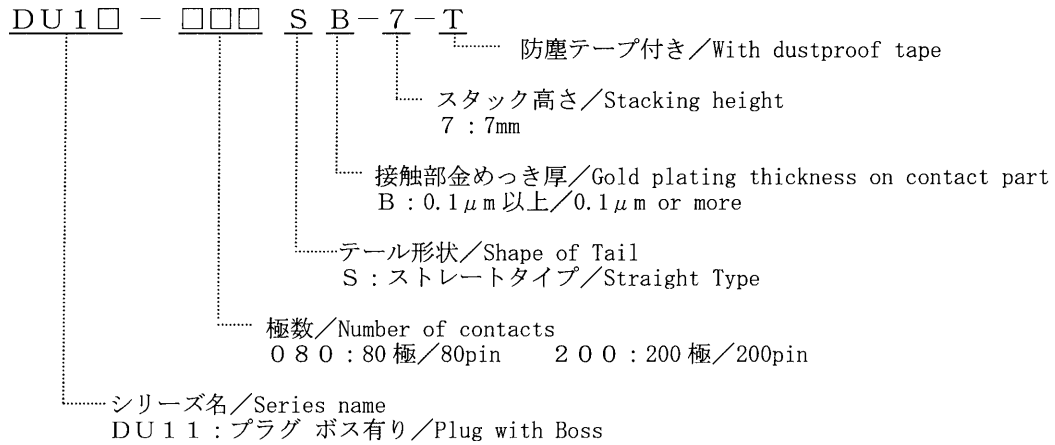 DU1□ － □□□ S B－7－T
防塵テープ付き／With dustproof tape
スタック高さ／Stacking height
7：7mm
接触部金めっき厚／Gold plating thickness on contact part
B：0.1μm以上／0.1μm or more
テール形状／Shape of Tail
S：ストレートタイプ／Straight Type
極数／Number of contacts
080：80極／80pin　200：200極／200pin
シリーズ名／Series name
DU11：プラグ ボス有り／Plug with Boss